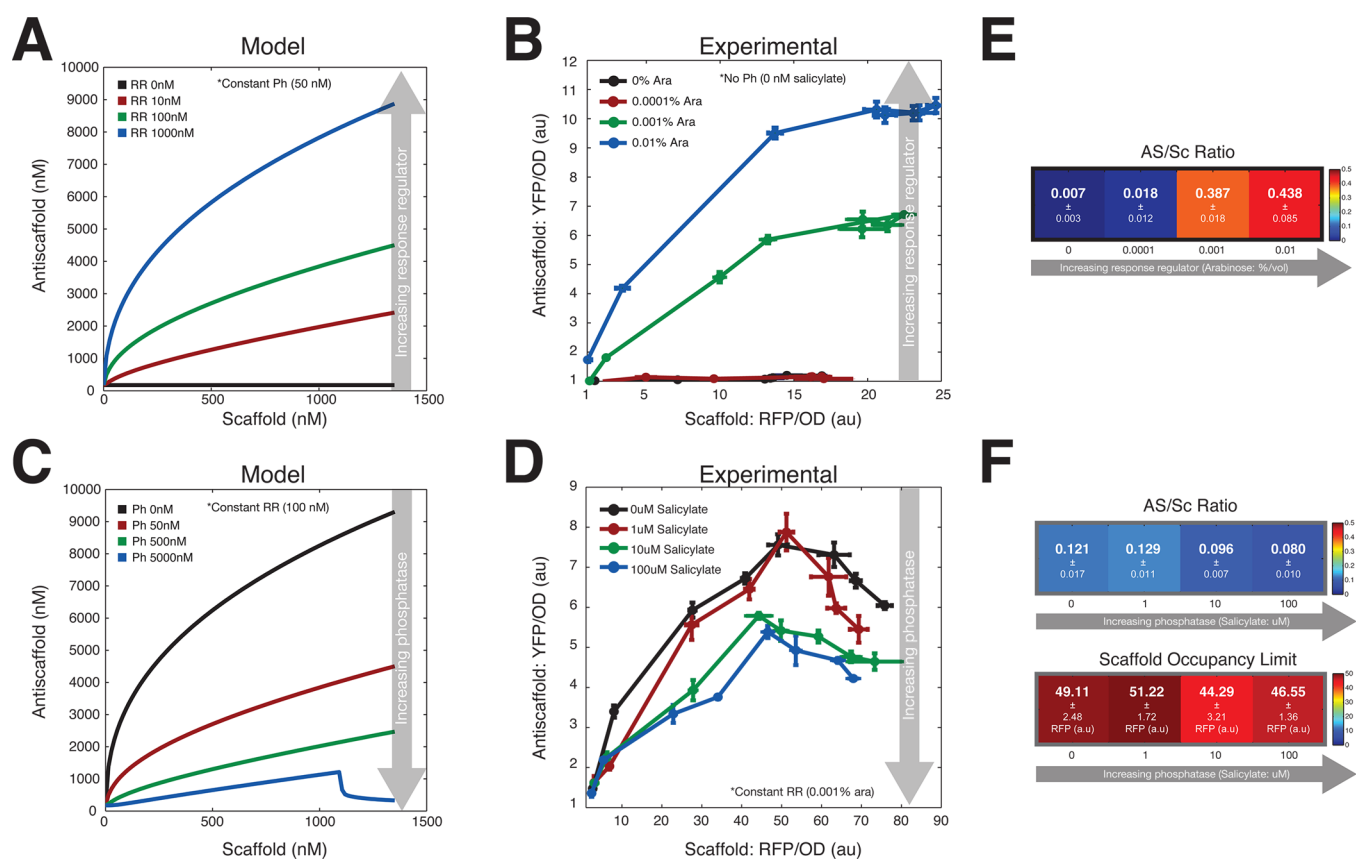 A
Model
*Constant Ph (50 nM)
RR 0nM
RR 10nM
RR 100nM
RR 1000nM
10000
9000
8000
7000
6000
5000
4000
3000
2000
1000
0
Antiscaffold (nM)
0
500
1000
1500
Scaffold (nM)
Increasing response regulator
B
Experimental
*No Ph (0 nM salicylate)
0% Ara
0.0001% Ara
0.001% Ara
0.01% Ara
12
11
10
9
8
7
6
5
4
3
2
1
Antiscaffold: YFP/OD (au)
1
5
10
15
20
25
Scaffold: RFP/OD (au)
Increasing response regulator
E
AS/Sc Ratio
0.007 0.018 0.387 0.438
± ± ± ±
0.003 0.012 0.018 0.085
0 0.0001 0.001 0.01
0.5
0.4
0.3
0.2
0.1
0
Increasing response regulator (Arabinose: %/vol)
C
Model
*Constant RR (100 nM)
Ph 0nM
Ph 50nM
Ph 500nM
Ph 5000nM
10000
9000
8000
7000
6000
5000
4000
3000
2000
1000
0
Antiscaffold (nM)
0
500
1000
1500
Scaffold (nM)
Increasing phosphatase
D
Experimental
0uM Salicylate
1uM Salicylate
10uM Salicylate
100uM Salicylate
9
8
7
6
5
4
3
2
1
Antiscaffold: YFP/OD (au)
*Constant RR (0.001% ara)
10
20
30
40
50
60
70
80
90
Scaffold: RFP/OD (au)
Increasing phosphatase
F
AS/Sc Ratio
0.121 0.129 0.096 0.080
± ± ± ±
0.017 0.011 0.007 0.010
0 1 10 100
0.5
0.4
0.3
0.2
0.1
0
Increasing phosphatase (Salicylate: uM)
Scaffold Occupancy Limit
49.11 51.22 44.29 46.55
± ± ± ±
2.48 1.72 3.21 1.36
RFP (a.u) RFP (a.u) RFP (a.u) RFP (a.u)
0 1 10 100
50
40
30
20
10
0
Increasing phosphatase (Salicylate: uM)